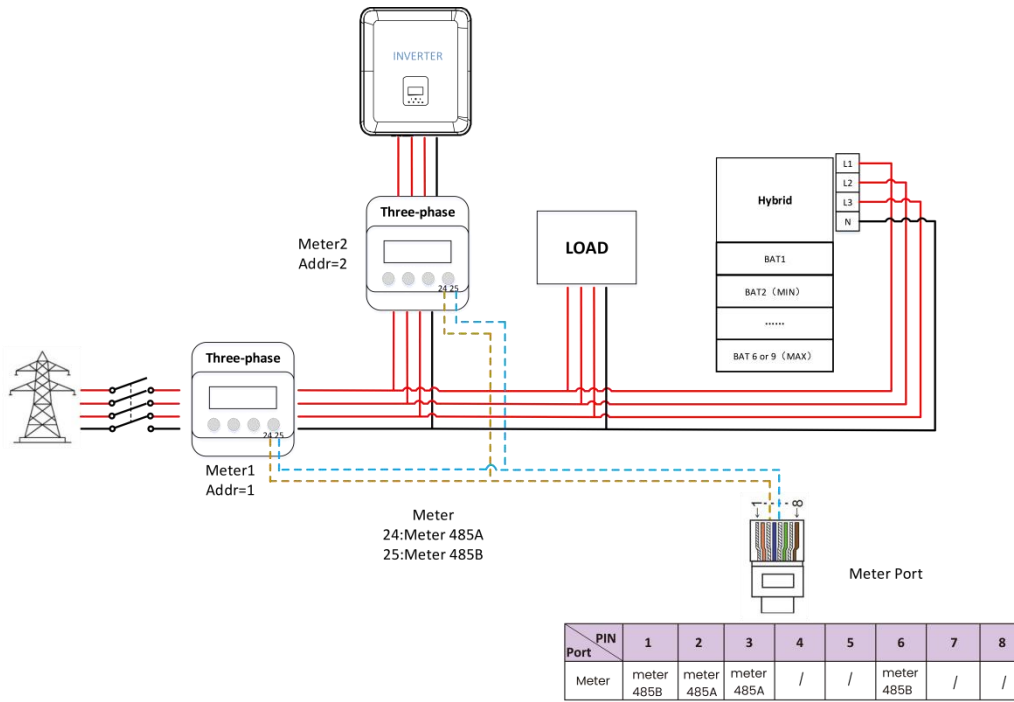 INVERTER
Three-phase
Meter2
Addr=2
24 25
LOAD
Hybrid
L1
L2
L3
N
BAT1
BAT2（MIN）
......
BAT 6 or 9（MAX）
Three-phase
24 25
Meter1
Addr=1
Meter
24:Meter 485A
25:Meter 485B
1 8
Meter Port
PIN
Port 1 2 3 4 5 6 7 8
Meter meter 485B meter 485A meter 485A / / meter 485B / /